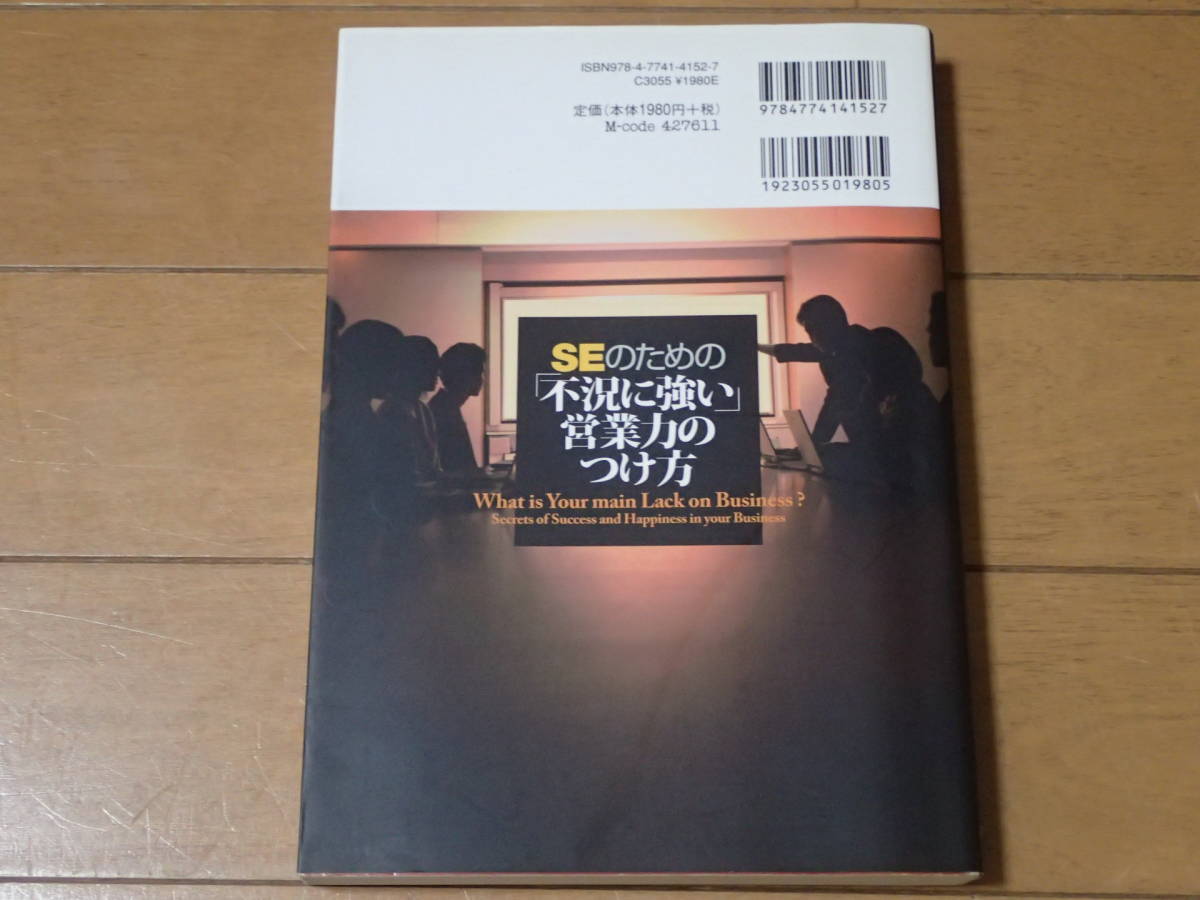 ISBN978-4-7741-4152-7
C3055 ¥1980E
定価(本体1980円+税)
M-code 427611
9784774141527
1923055019805
SEのための
「不況に強い」
営業力の
つけ方
What is Your main Lack on Business ?
Secrets of Success and Happiness in your Business